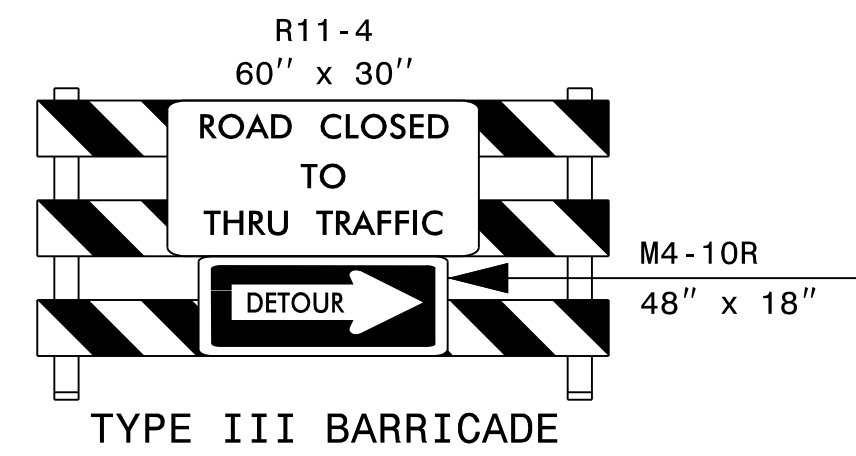 R11-4
60" x 30"
ROAD CLOSED
TO
THRU TRAFFIC
M4-10R
DETOUR
48" x 18"
TYPE III BARRICADE